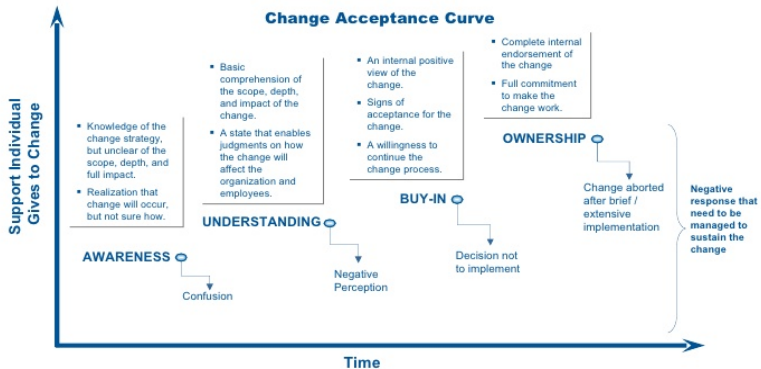 Change Acceptance Curve
Support Individual
Gives to Change
▪ Knowledge of the
change strategy,
but unclear of the
scope, depth, and
full impact.
▪ Realization that
change will occur,
but not sure how.
AWARENESS
Confusion
▪ Basic
comprehension of
the scope, depth,
and impact of the
change.
▪ A state that enables
judgments on how
the change will
affect the
organization and
employees.
UNDERSTANDING
Negative
Perception
▪ An internal positive
view of the
change.
▪ Signs of
acceptance for the
change.
▪ A willingness to
continue the
change process.
BUY-IN
Decision not
to implement
▪ Complete internal
endorsement of
the change
▪ Full commitment
to make the
change work.
OWNERSHIP
Change aborted
after brief /
extensive
implementation
Negative
response that
need to be
managed to
sustain the
change
Time